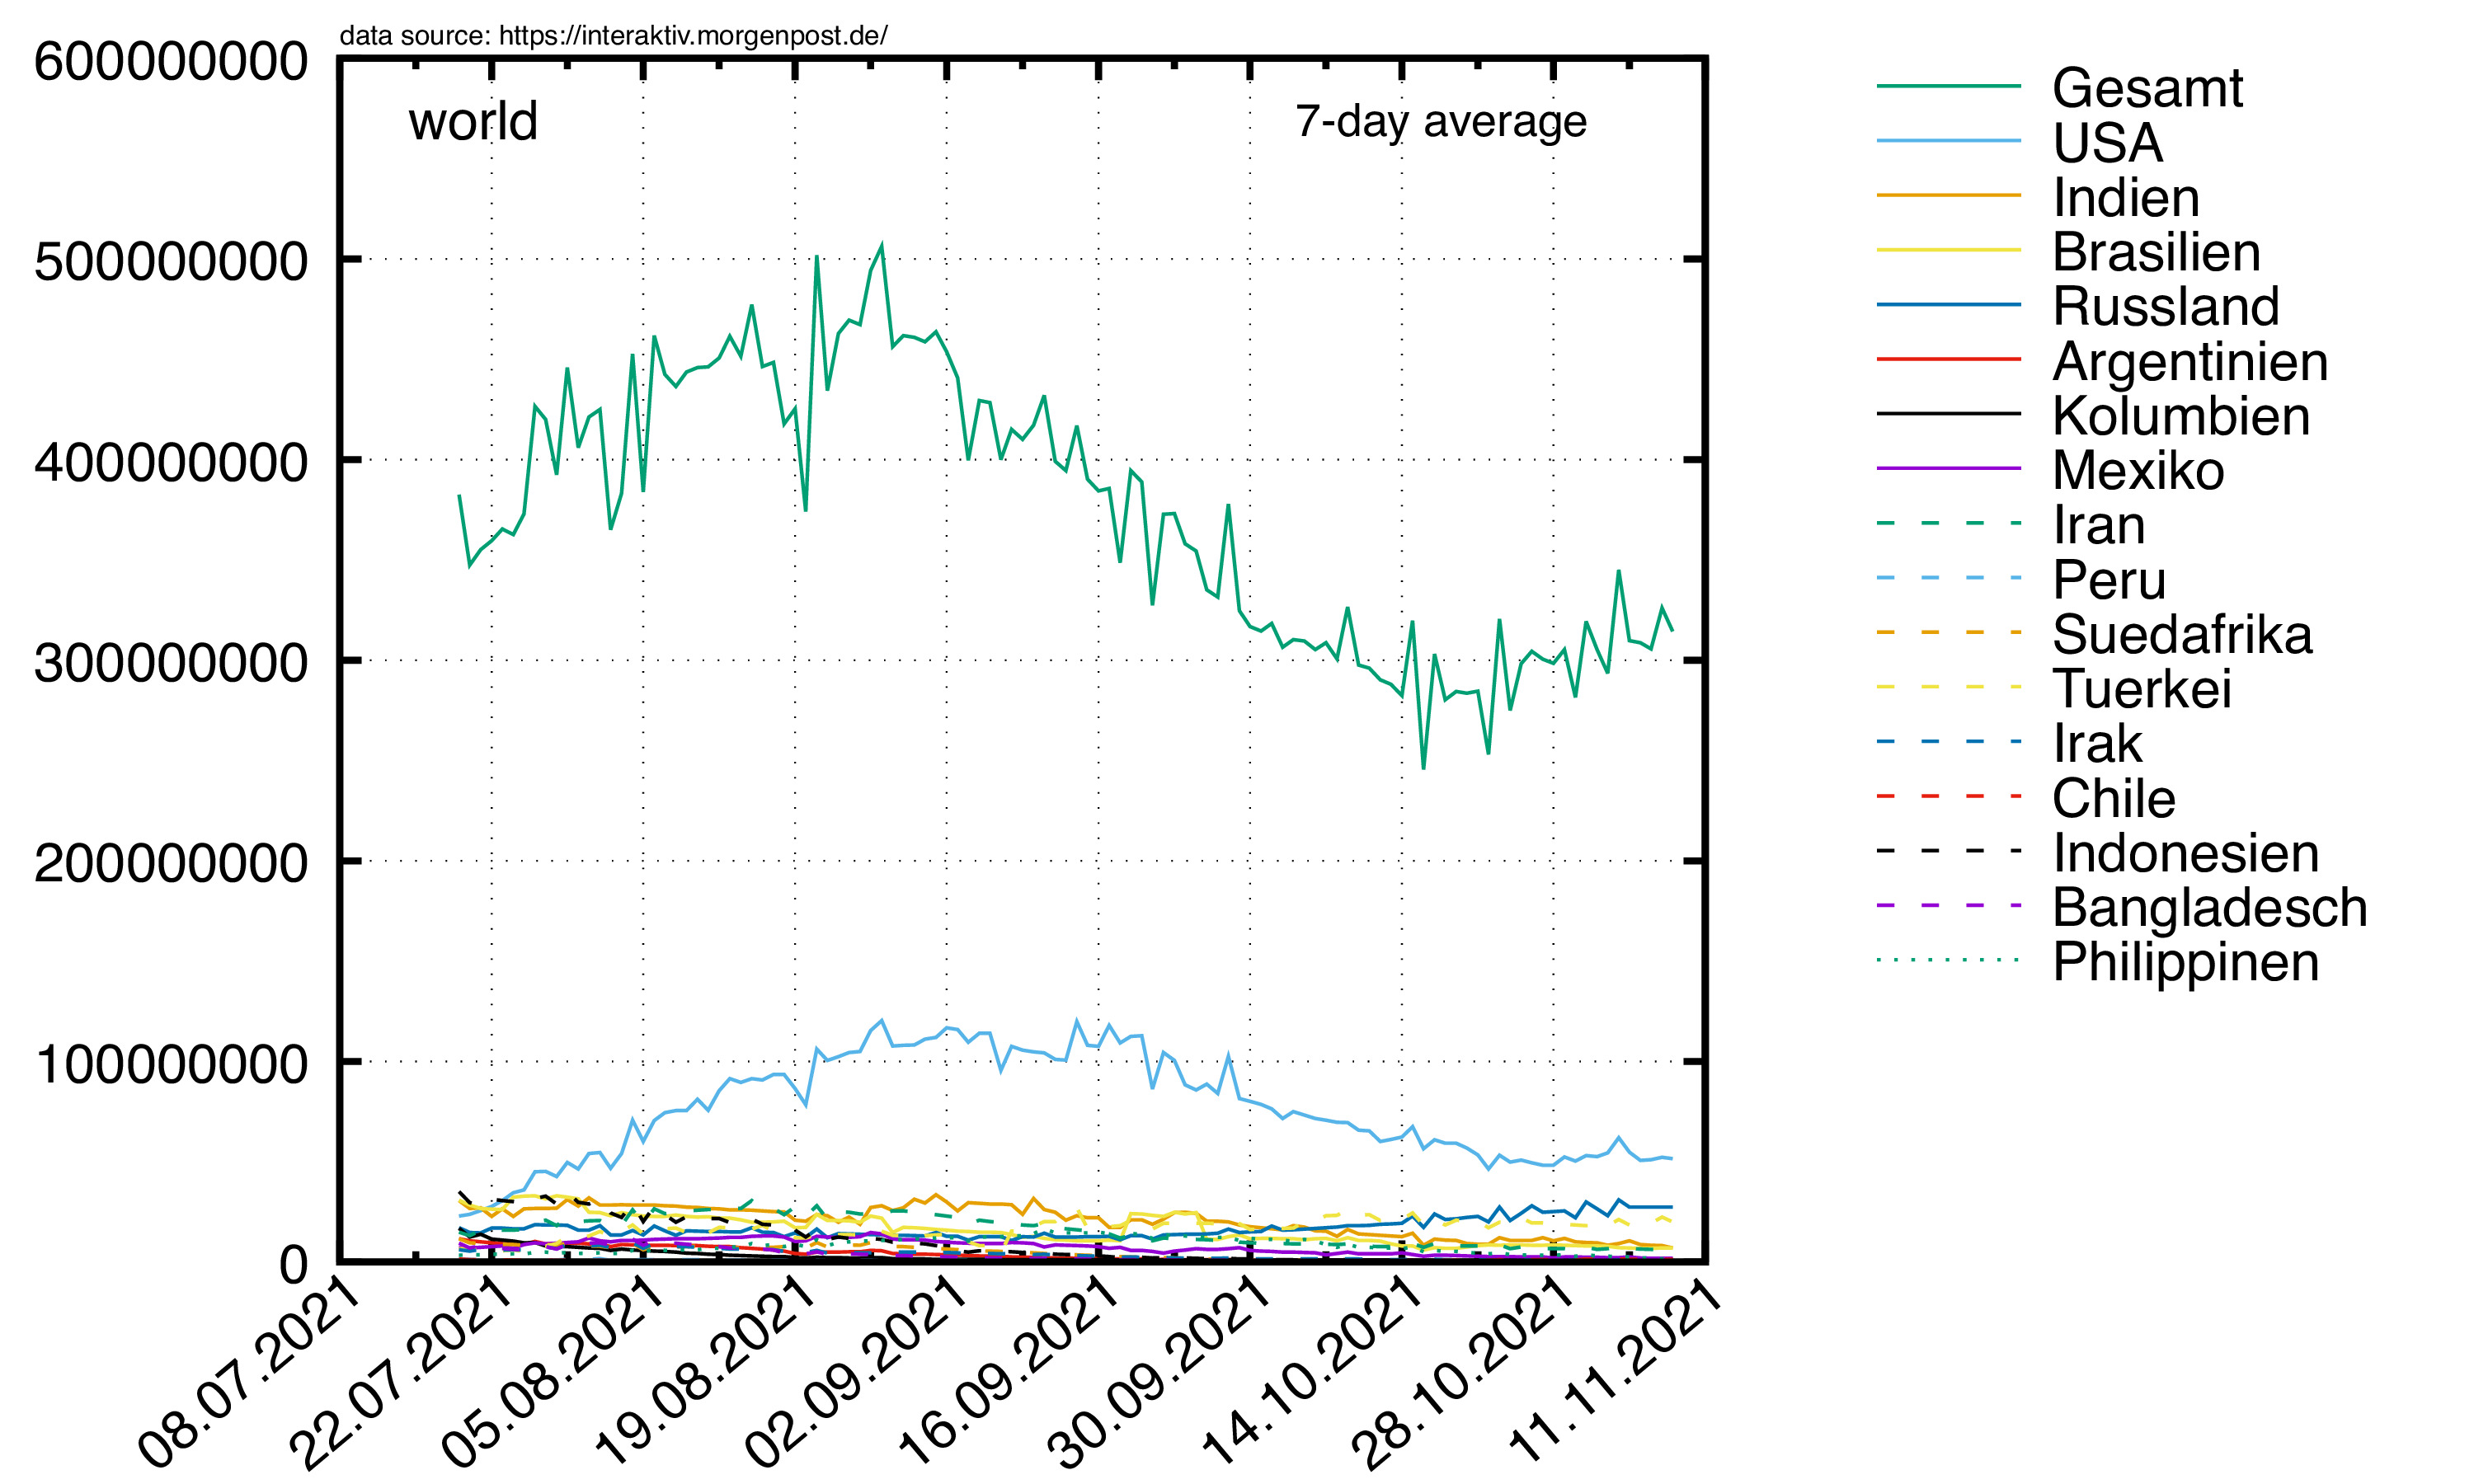 data source: https://interaktiv.morgenpost.de/
world
7-day average
600000000
500000000
400000000
300000000
200000000
100000000
0
08.07.2021
22.07.2021
05.08.2021
19.08.2021
02.09.2021
16.09.2021
30.09.2021
14.10.2021
28.10.2021
11.11.2021
Gesamt
USA
Indien
Brasilien
Russland
Argentinien
Kolumbien
Mexiko
Iran
Peru
Suedafrika
Tuerkei
Irak
Chile
Indonesien
Bangladesch
Philippinen